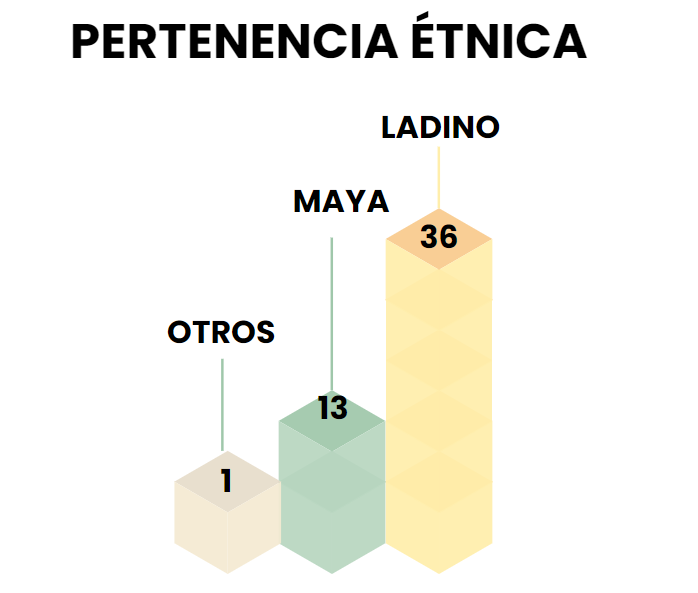 PERTENENCIA ÉTNICA
LADINO
MAYA
36
OTROS
13
1